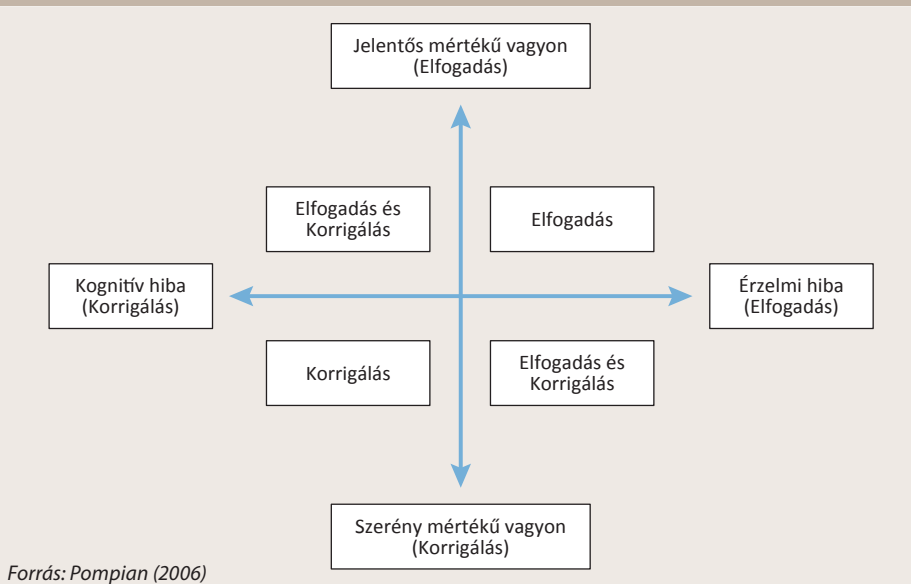 Jelentős mértékű vagyon
(Elfogadás)
Elfogadás és
Korrigálás
Elfogadás
Kognitív hiba
(Korrigálás)
Érzelmi hiba
(Elfogadás)
Korrigálás
Elfogadás és
Korrigálás
Szerény mértékű vagyon
(Korrigálás)
Forrás: Pompian (2006)